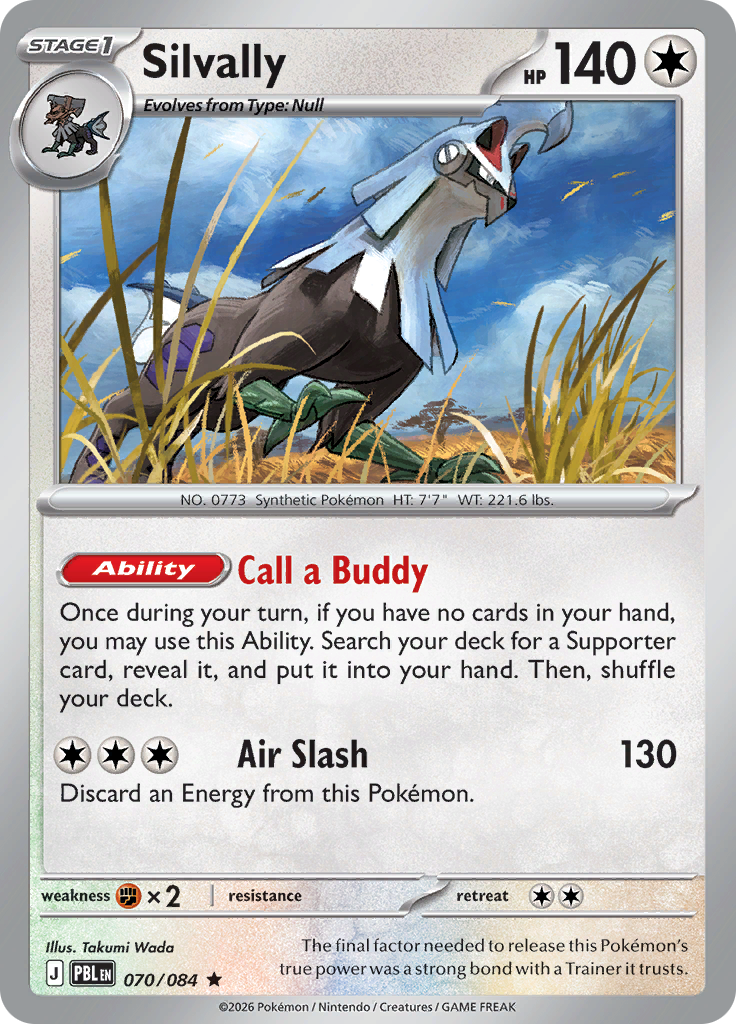 STAGE1
Silvally
HP 140
Evolves from Type: Null
NO. 0773 Synthetic Pokémon HT: 7'7" WT: 221.6 lbs.
Ability Call a Buddy
Once during your turn, if you have no cards in your hand,
you may use this Ability. Search your deck for a Supporter
card, reveal it, and put it into your hand. Then, shuffle
your deck.
Air Slash 130
Discard an Energy from this Pokémon.
weakness ×2 resistance retreat
Illus. Takumi Wada
The final factor needed to release this Pokémon's
true power was a strong bond with a Trainer it trusts.
J PBL EN 070/084
©2026 Pokémon / Nintendo / Creatures / GAME FREAK